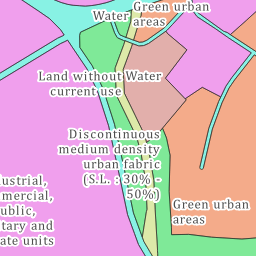 Water
Green urban
areas
Land without
current use
Water
Discontinuous
medium density
urban fabric
(S.L. : 30% -
50%)
Green urban
areas
ustrial,
mercial,
ublic,
tary and
ate units